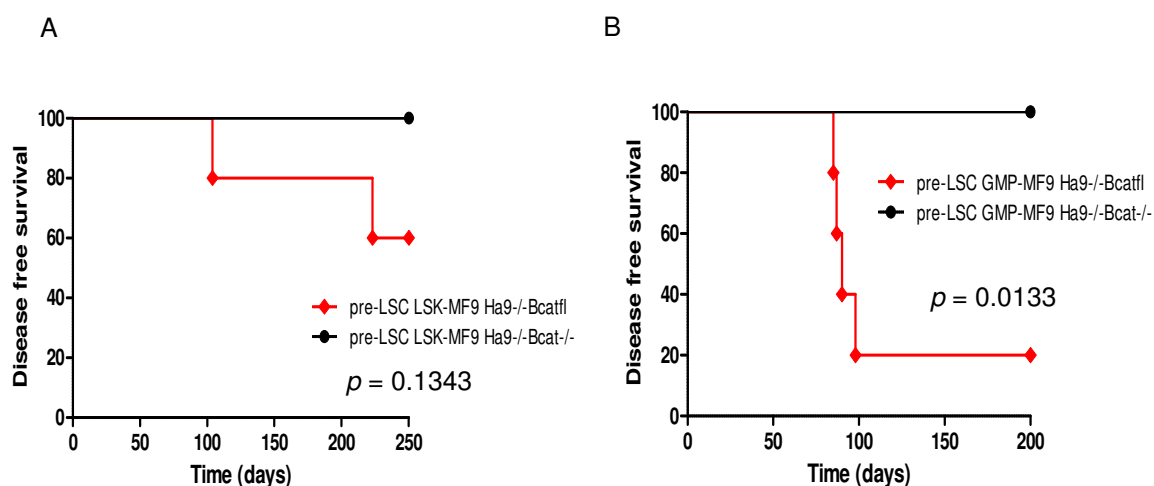 A
Disease free survival
100
80
60
40
20
0
0 50 100 150 200 250
Time (days)
pre-LSC LSK-MF9 Ha9-/-Bcatfl
pre-LSC LSK-MF9 Ha9-/-Bcat-/-
p = 0.1343
B
Disease free survival
100
80
60
40
20
0
0 50 100 150 200
Time (days)
pre-LSC GMP-MF9 Ha9-/-Bcatfl
pre-LSC GMP-MF9 Ha9-/-Bcat-/-
p = 0.0133